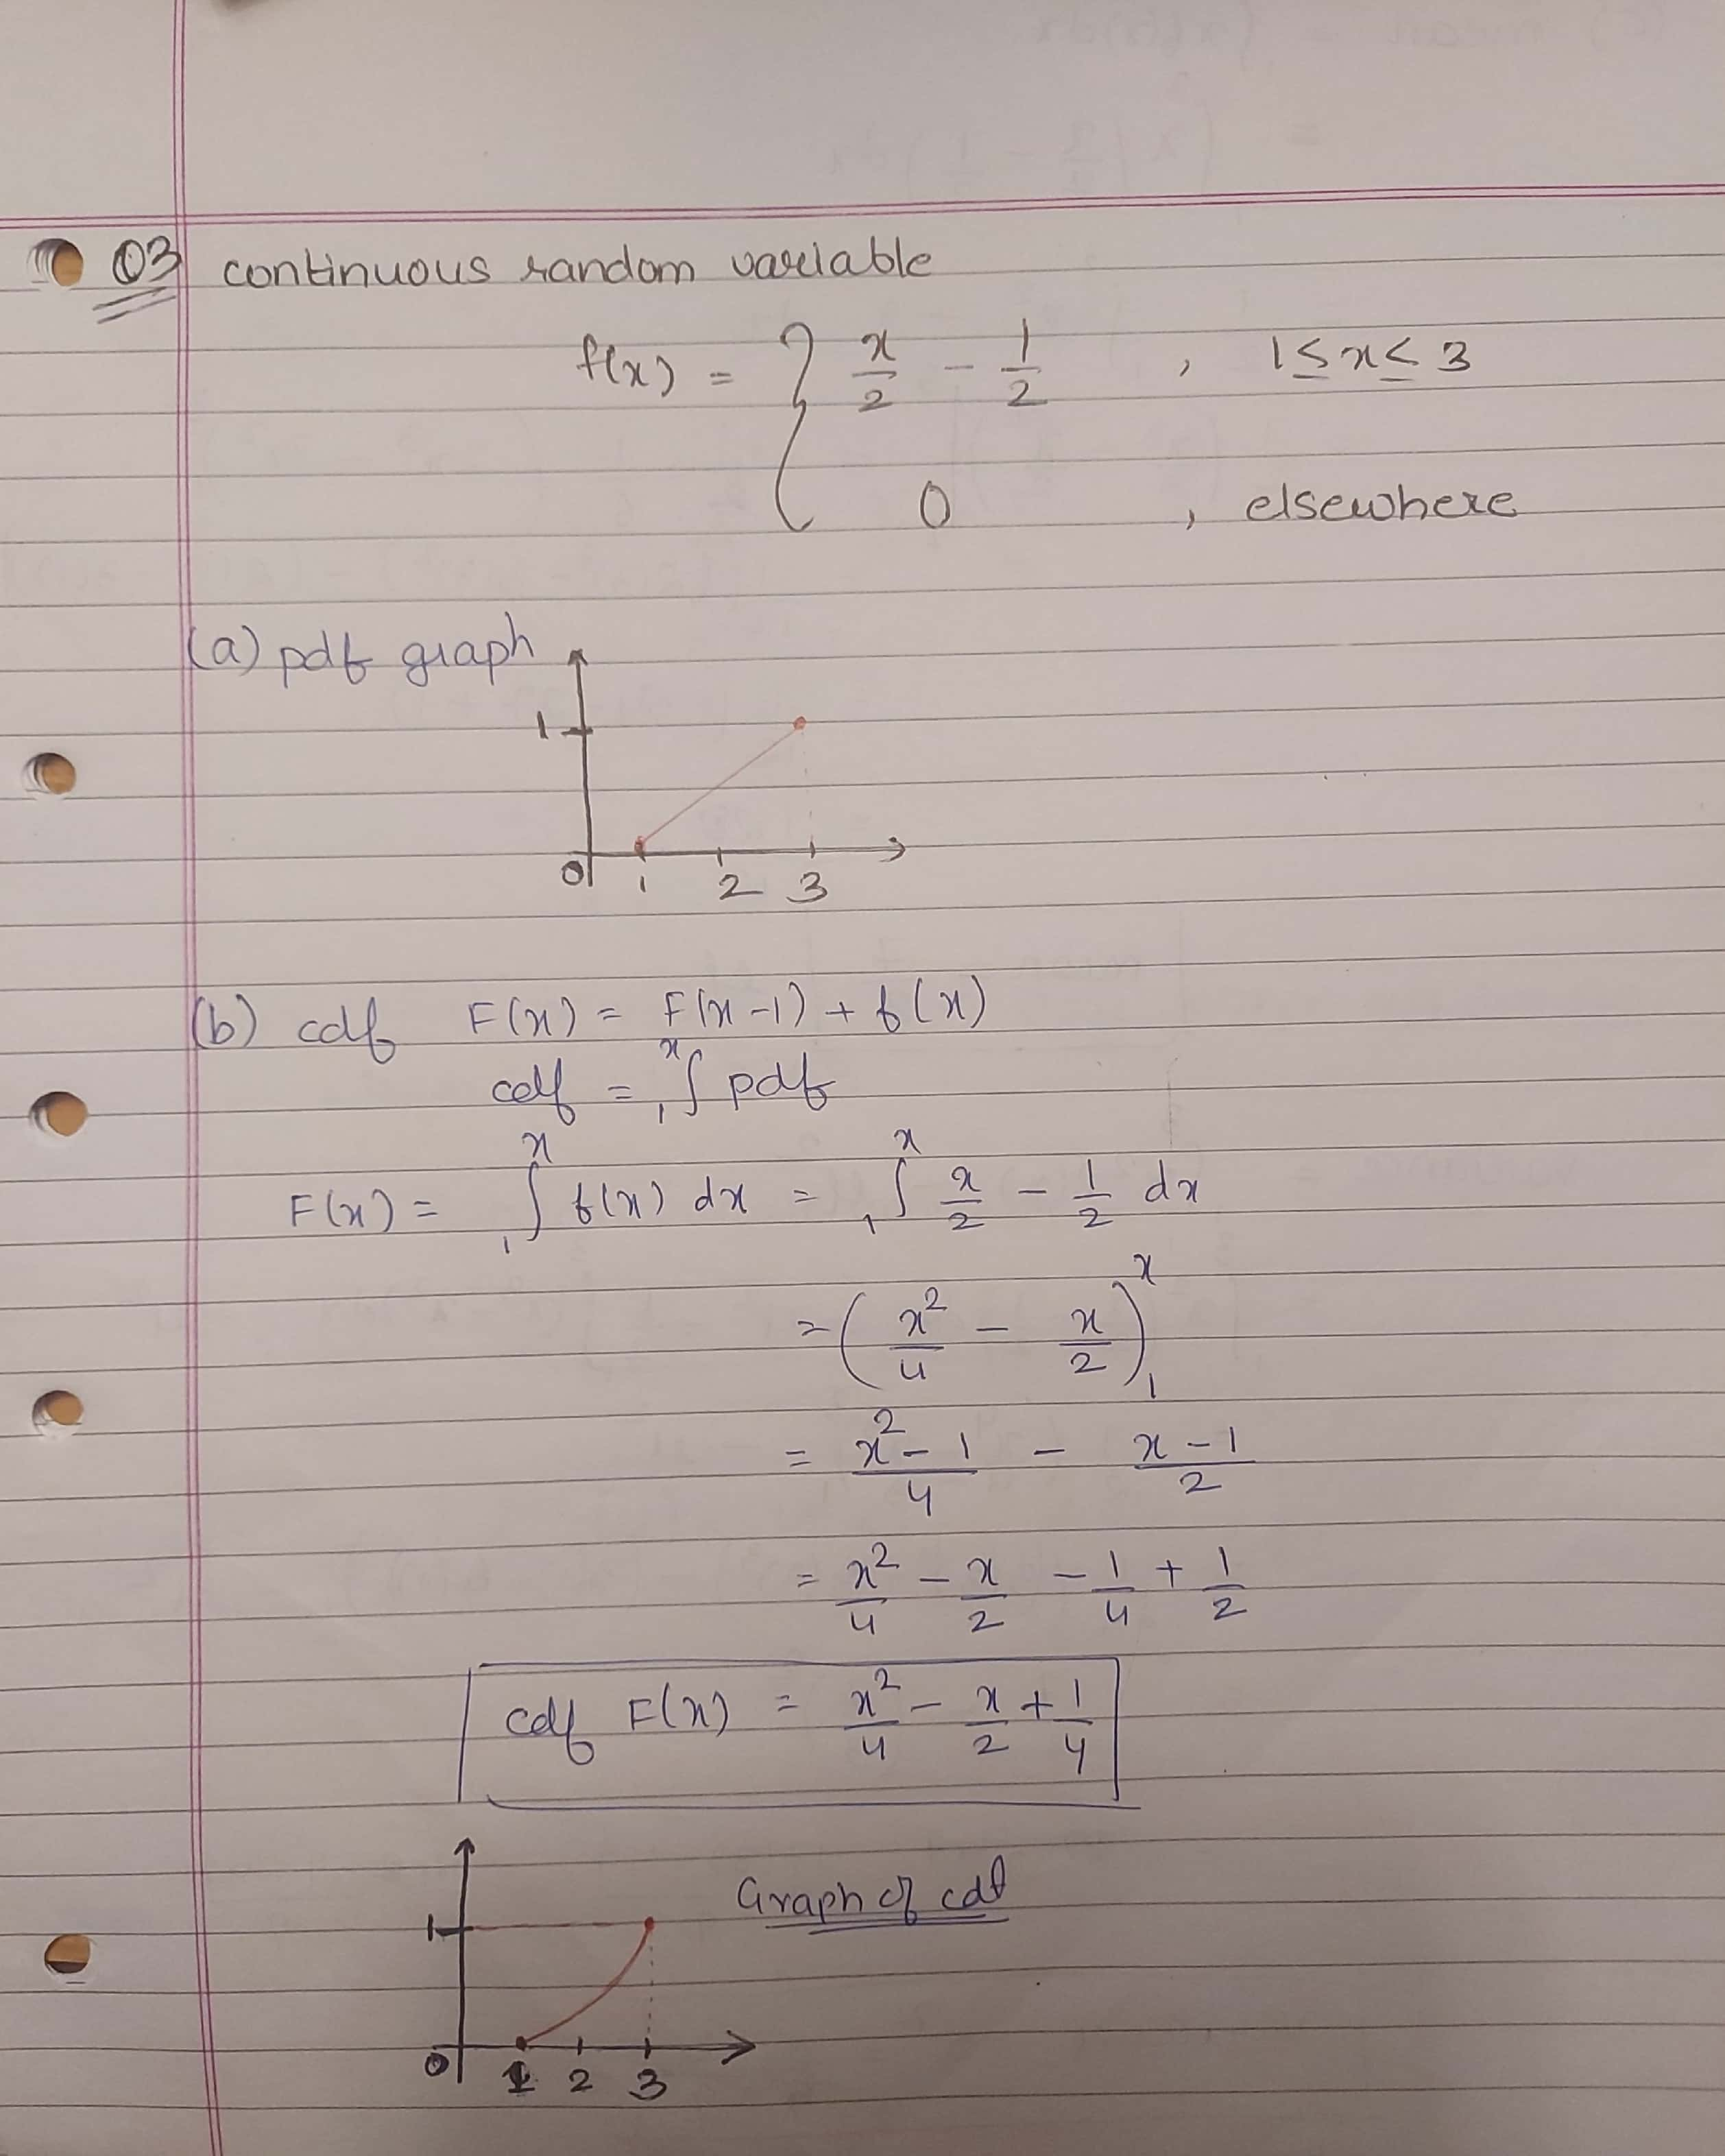 Q3 continuous random variable
f(x) = { x/2 - 1/2 , 1 ≤ x ≤ 3
0 , elsewhere
(a) pdf graph
1
0 1 2 3
(b) cdf F(x) = F(x-1) + f(x)
cdf = ₁∫ˣ pdf
F(x) = ₁∫ˣ f(x) dx = ₁∫ˣ x/2 - 1/2 dx
= (x²/4 - x/2)₁ˣ
= (x²-1)/4 - (x-1)/2
= x²/4 - x/2 - 1/4 + 1/2
cdf F(x) = x²/4 - x/2 + 1/4
Graph of cdf
1
0 1 2 3